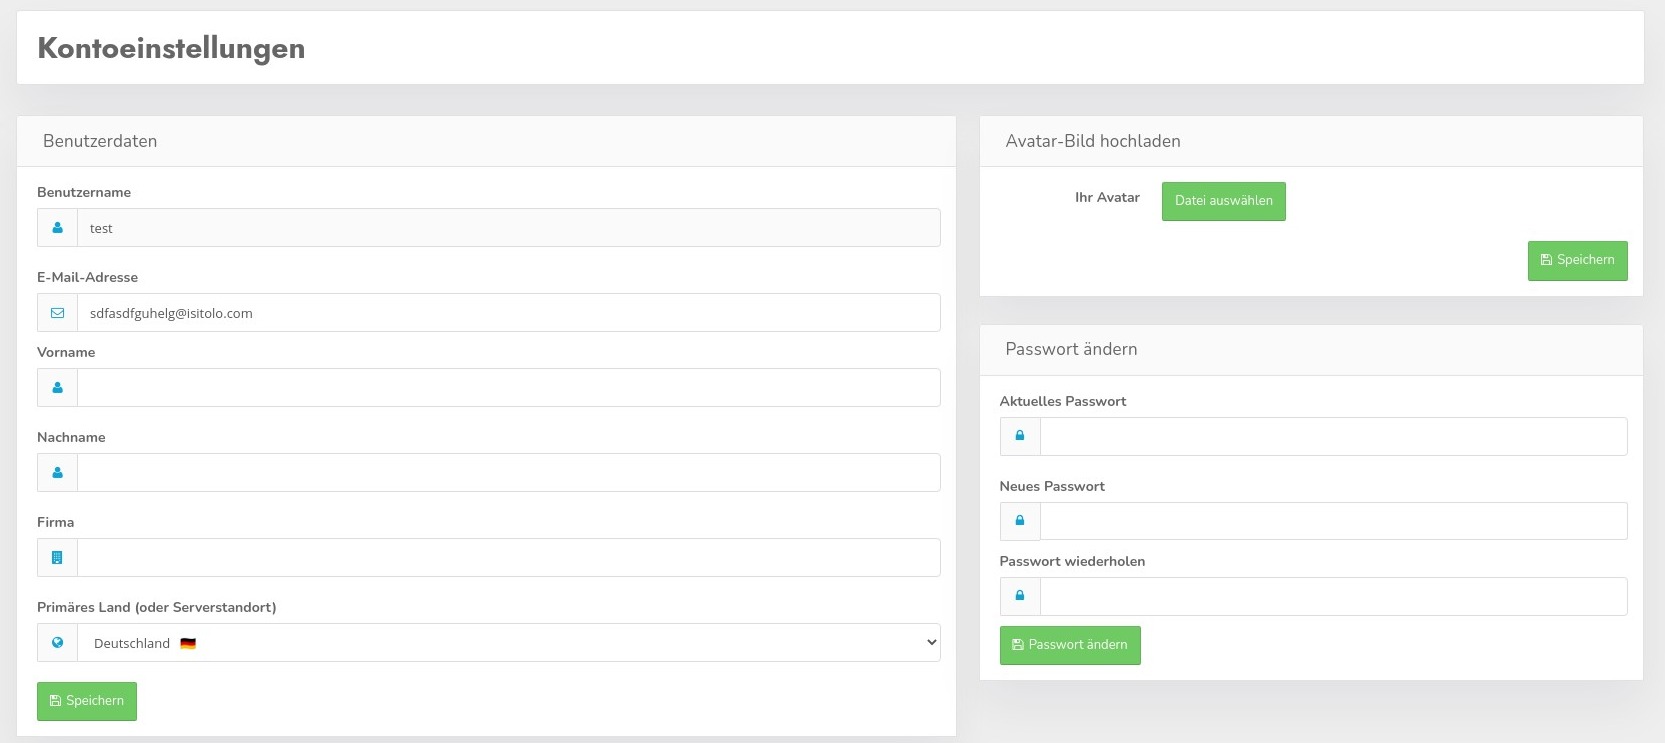 Kontoeinstellungen
Benutzerdaten
Benutzername
test
E-Mail-Adresse
sdfasdfguhelg@isitolo.com
Vorname
Nachname
Firma
Primäres Land (oder Serverstandort)
Deutschland 🇩🇪
Speichern
Avatar-Bild hochladen
Ihr Avatar
Datei auswählen
Speichern
Passwort ändern
Aktuelles Passwort
Neues Passwort
Passwort wiederholen
Passwort ändern